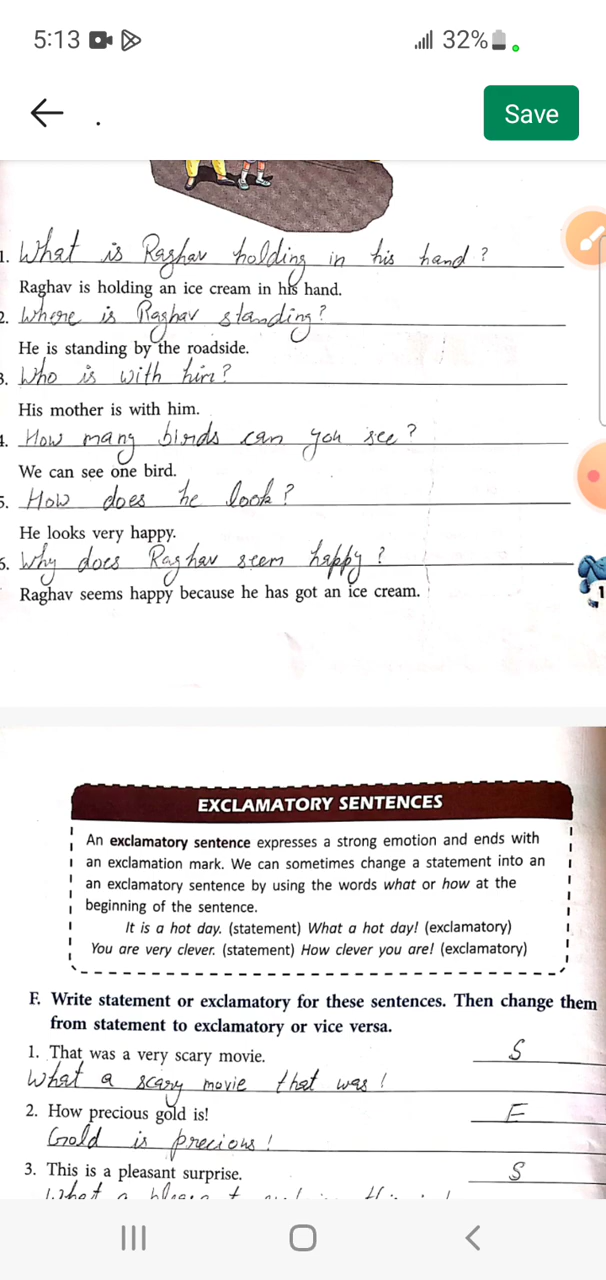 5:13
32%
.
Save
1. What is Raghav holding in his hand?
Raghav is holding an ice cream in his hand.
2. Where is Raghav standing?
He is standing by the roadside.
3. Who is with him?
His mother is with him.
4. How many birds can you see?
We can see one bird.
5. How does he look?
He looks very happy.
6. Why does Raghav seem happy?
Raghav seems happy because he has got an ice cream.
1
EXCLAMATORY SENTENCES
An exclamatory sentence expresses a strong emotion and ends with
an exclamation mark. We can sometimes change a statement into an
an exclamatory sentence by using the words what or how at the
beginning of the sentence.
It is a hot day. (statement) What a hot day! (exclamatory)
You are very clever. (statement) How clever you are! (exclamatory)
F. Write statement or exclamatory for these sentences. Then change them
from statement to exclamatory or vice versa.
1. That was a very scary movie. S
What a scary movie that was!
2. How precious gold is! E
Gold is precious!
3. This is a pleasant surprise. S
What a